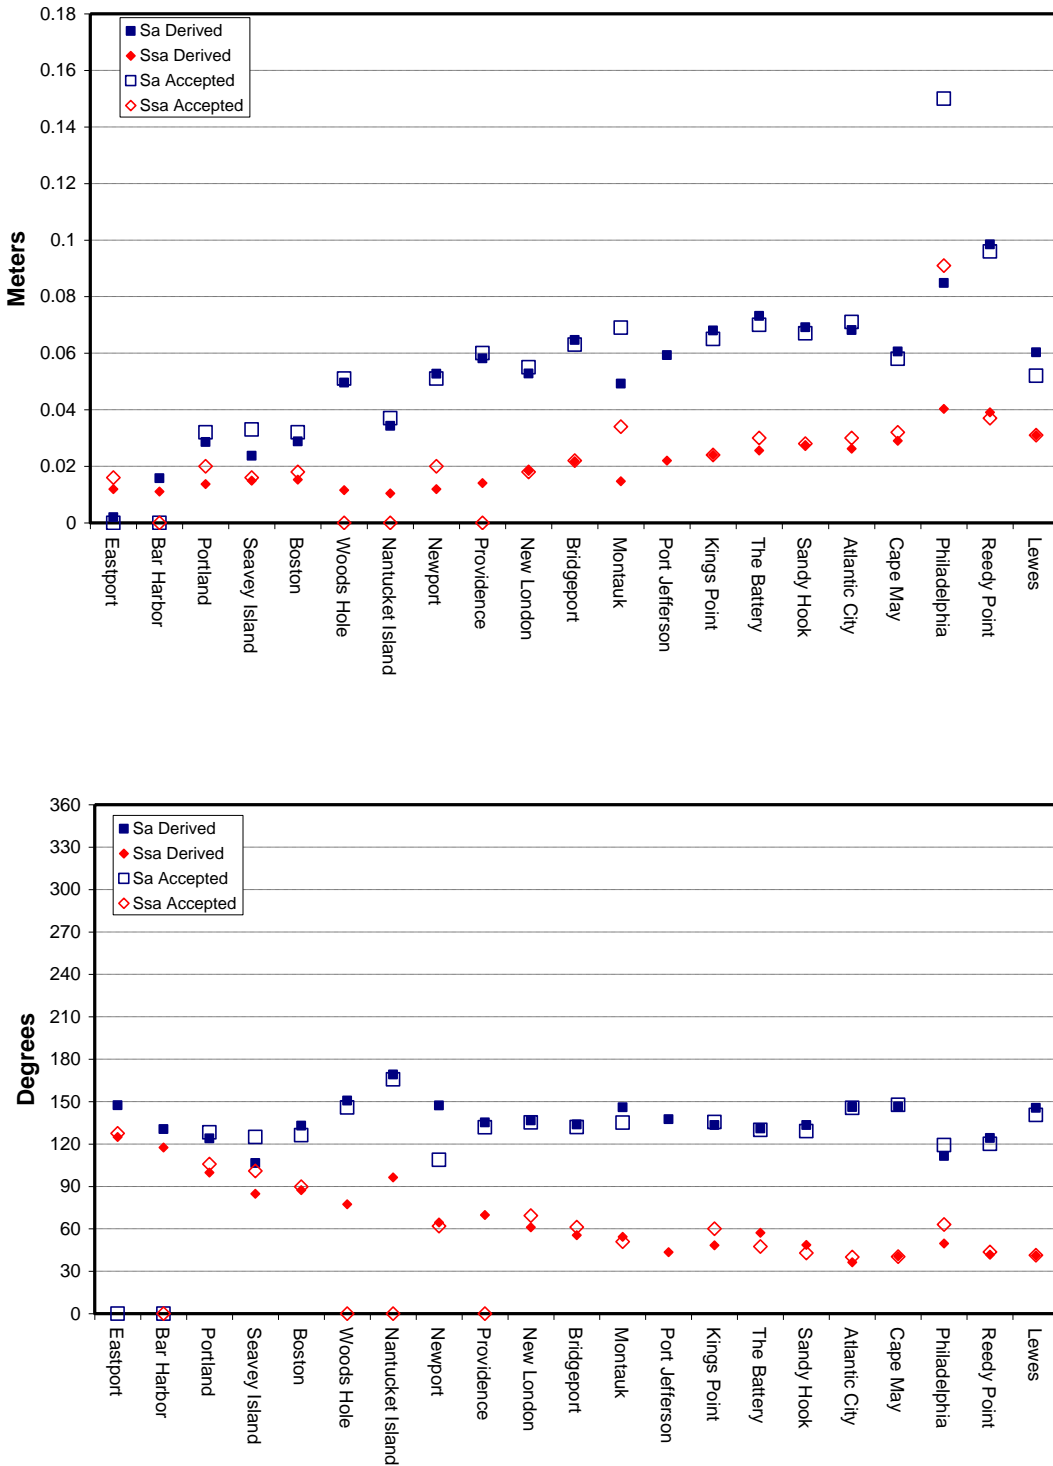 0.18
0.16
0.14
0.12
0.1
0.08
0.06
0.04
0.02
0
Meters
Sa Derived
Ssa Derived
Sa Accepted
Ssa Accepted
Eastport
Bar Harbor
Portland
Seavey Island
Boston
Woods Hole
Nantucket Island
Newport
Providence
New London
Bridgeport
Montauk
Port Jefferson
Kings Point
The Battery
Sandy Hook
Atlantic City
Cape May
Philadelphia
Reedy Point
Lewes
360
330
300
270
240
210
180
150
120
90
60
30
0
Degrees
Sa Derived
Ssa Derived
Sa Accepted
Ssa Accepted
Eastport
Bar Harbor
Portland
Seavey Island
Boston
Woods Hole
Nantucket Island
Newport
Providence
New London
Bridgeport
Montauk
Port Jefferson
Kings Point
The Battery
Sandy Hook
Atlantic City
Cape May
Philadelphia
Reedy Point
Lewes